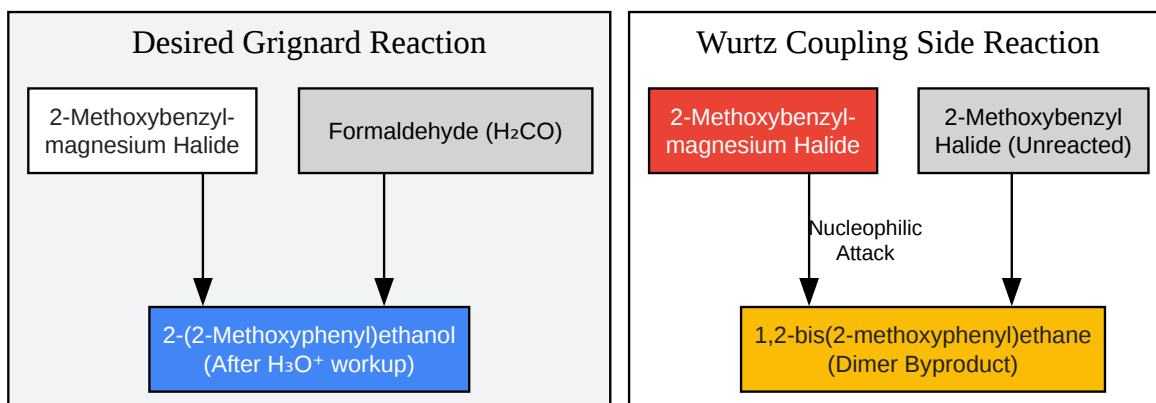 Desired Grignard Reaction
2-Methoxybenzyl-
magnesium Halide
Formaldehyde (H₂CO)
2-(2-Methoxyphenyl)ethanol
(After H₃O⁺ workup)
Wurtz Coupling Side Reaction
2-Methoxybenzyl-
magnesium Halide
2-Methoxybenzyl
Halide (Unreacted)
Nucleophilic
Attack
1,2-bis(2-methoxyphenyl)ethane
(Dimer Byproduct)